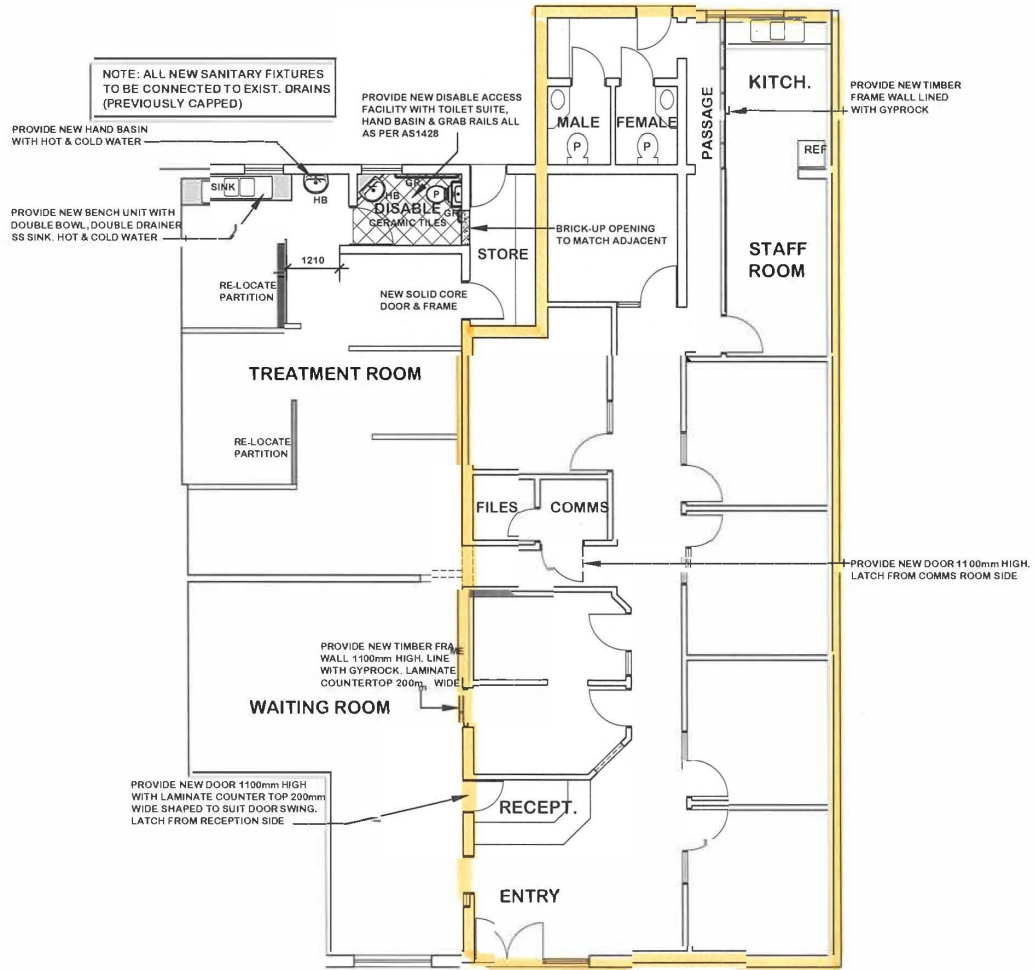 NOTE: ALL NEW SANITARY FIXTURES
TO BE CONNECTED TO EXIST. DRAINS
(PREVIOUSLY CAPPED)
PROVIDE NEW HAND BASIN
WITH HOT & COLD WATER
PROVIDE NEW DISABLE ACCESS
FACILITY WITH TOILET SUITE,
HAND BASIN & GRAB RAILS ALL
AS PER AS1428
MALE
FEMALE
P
P
PASSAGE
KITCH.
REF
PROVIDE NEW TIMBER
FRAME WALL LINED
WITH GYPROCK
SINK
HB
GR
HB
P
DISABLE
GR
CERAMIC TILES
PROVIDE NEW BENCH UNIT WITH
DOUBLE BOWL, DOUBLE DRAINER
SS SINK. HOT & COLD WATER
BRICK-UP OPENING
TO MATCH ADJACENT
STORE
STAFF
ROOM
1210
RE-LOCATE
PARTITION
NEW SOLID CORE
DOOR & FRAME
TREATMENT ROOM
RE-LOCATE
PARTITION
FILES
COMMS
PROVIDE NEW DOOR 1100mm HIGH.
LATCH FROM COMMS ROOM SIDE
PROVIDE NEW TIMBER FRAME
WALL 1100mm HIGH. LINE
WITH GYPROCK. LAMINATE
COUNTERTOP 200m WIDE
WAITING ROOM
PROVIDE NEW DOOR 1100mm HIGH
WITH LAMINATE COUNTER TOP 200mm
WIDE SHAPED TO SUIT DOOR SWING.
LATCH FROM RECEPTION SIDE
RECEPT.
ENTRY